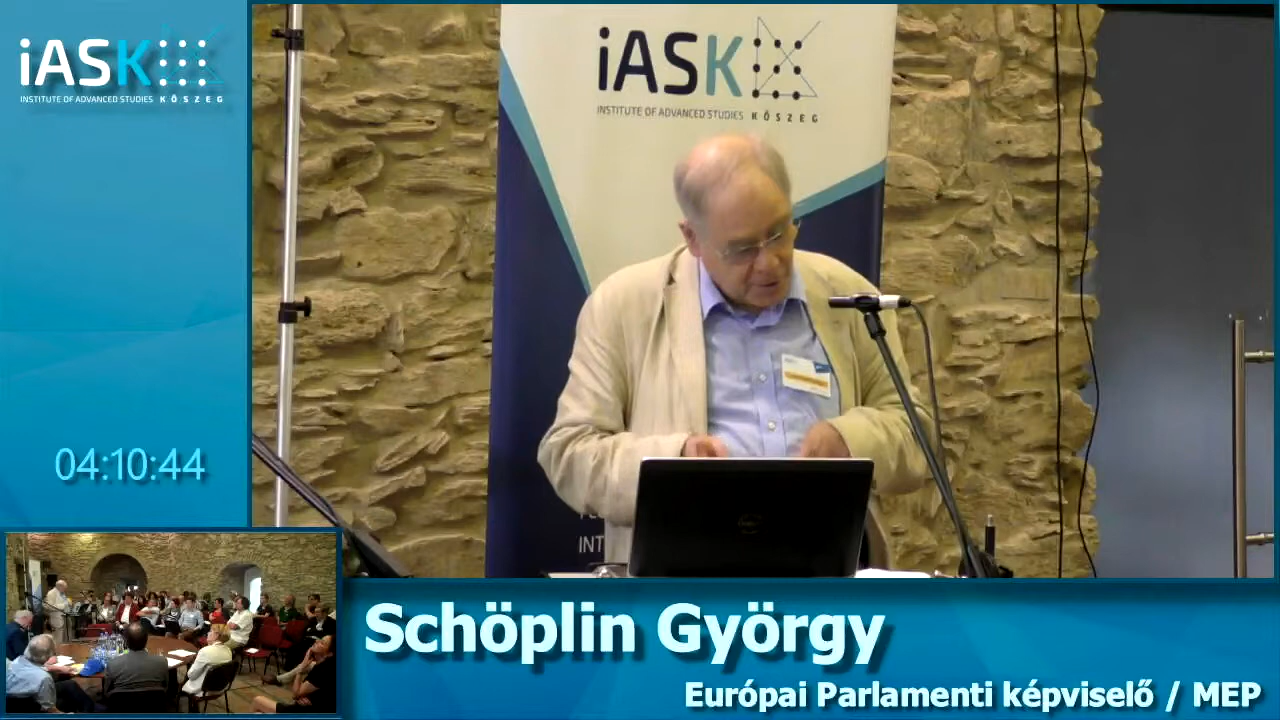 iASK
INSTITUTE OF ADVANCED STUDIES KŐSZEG
iASK
INSTITUTE OF ADVANCED STUDIES KŐSZEG
INT
04:10:44
Schöplin György
Európai Parlamenti képviselő / MEP